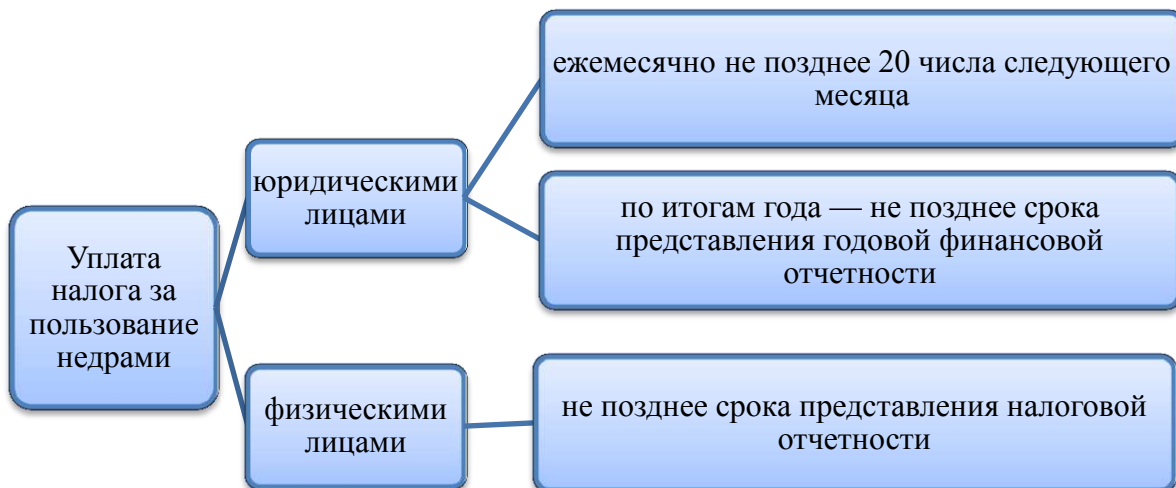 Уплата
налога за
пользование
недрами
юридическими
лицами
ежемесячно не позднее 20 числа следующего
месяца
по итогам года — не позднее срока
представления годовой финансовой
отчетности
физическими
лицами
не позднее срока представления налоговой
отчетности